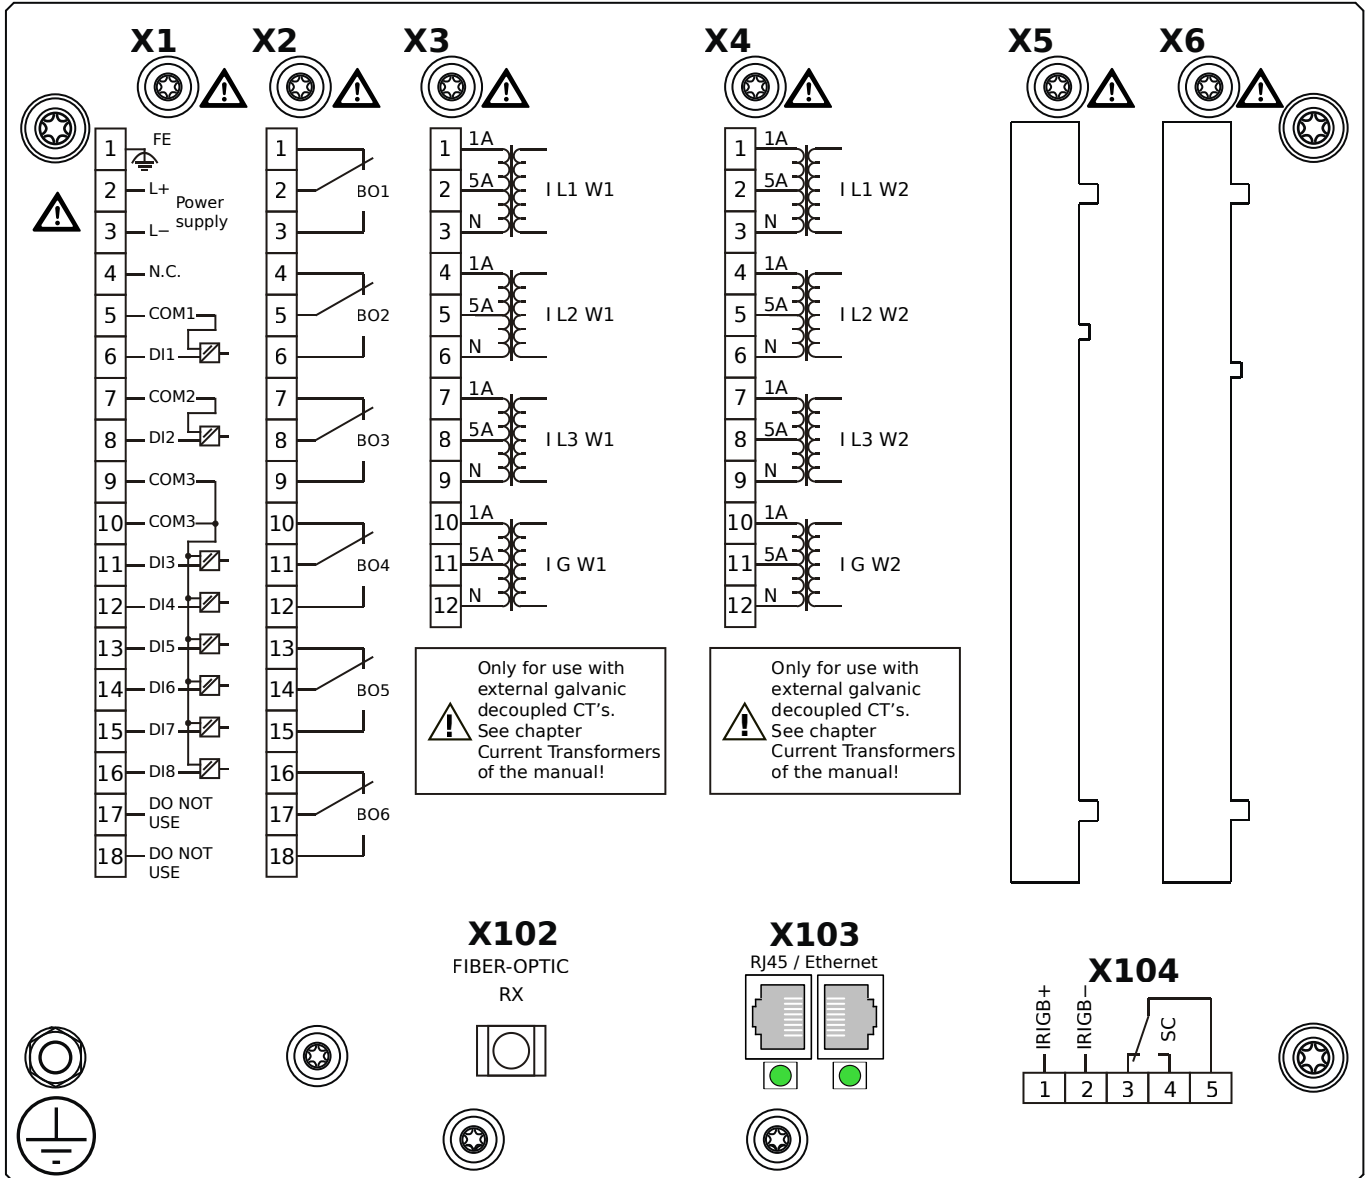 X1 X2 X3 X4 X5 X6
1 FE
2 L+
Power
supply
3 L−
4 N.C.
5 COM1
6 DI1
7 COM2
8 DI2
9 COM3
10 COM3
11 DI3
12 DI4
13 DI5
14 DI6
15 DI7
16 DI8
17 DO NOT
USE
18 DO NOT
USE
1
2 BO1
3
4
5 BO2
6
7
8 BO3
9
10
11 BO4
12
13
14 BO5
15
16
17 BO6
18
1 1A
2 5A I L1 W1
3 N
4 1A
5 5A I L2 W1
6 N
7 1A
8 5A I L3 W1
9 N
10 1A
11 5A I G W1
12 N
Only for use with
external galvanic
decoupled CT's.
See chapter
Current Transformers
of the manual!
1 1A
2 5A I L1 W2
3 N
4 1A
5 5A I L2 W2
6 N
7 1A
8 5A I L3 W2
9 N
10 1A
11 5A I G W2
12 N
Only for use with
external galvanic
decoupled CT's.
See chapter
Current Transformers
of the manual!
X102
FIBER-OPTIC
RX
X103
RJ45 / Ethernet
X104
IRIGB+
IRIGB−
SC
1 2 3 4 5